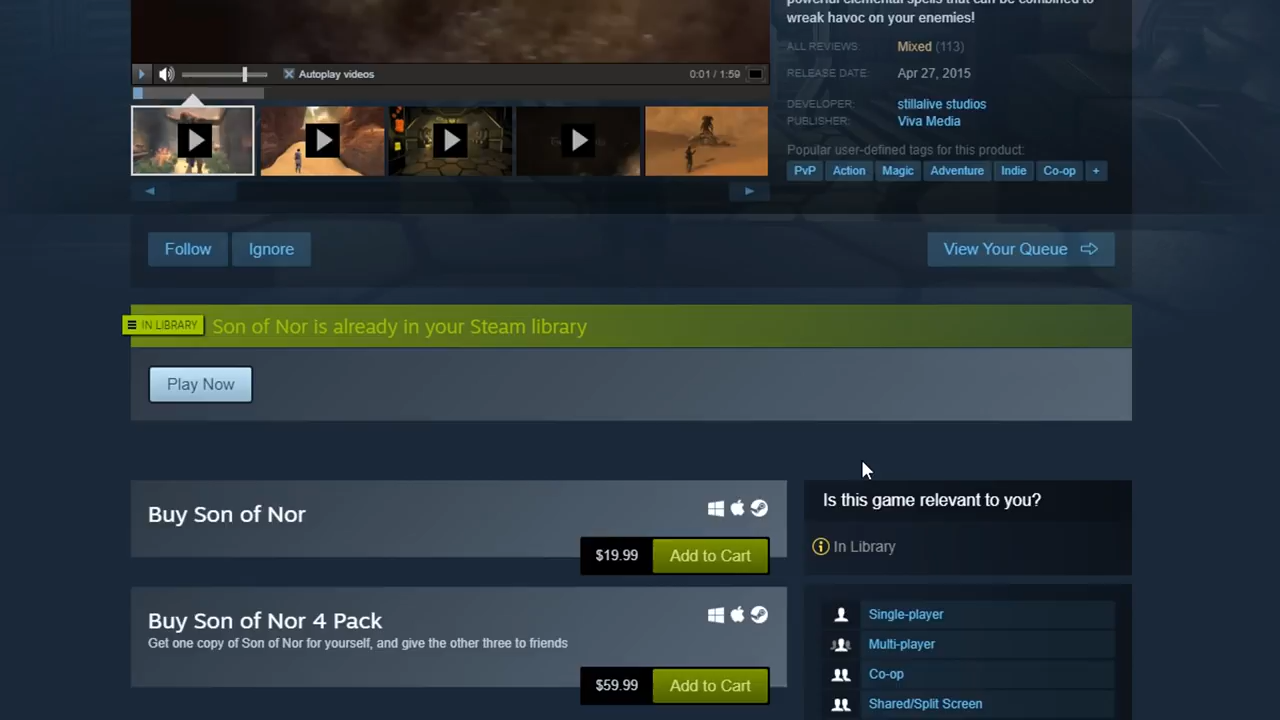 powerful elemental spells that can be combined to
wreak havoc on your enemies!
ALL REVIEWS: Mixed (113)
RELEASE DATE: Apr 27, 2015
DEVELOPER: stillalive studios
PUBLISHER: Viva Media
Popular user-defined tags for this product:
PvP Action Magic Adventure Indie Co-op +
Autoplay videos 0:01 / 1:59
Follow Ignore View Your Queue
IN LIBRARY Son of Nor is already in your Steam library
Play Now
Buy Son of Nor
$19.99 Add to Cart
Buy Son of Nor 4 Pack
Get one copy of Son of Nor for yourself, and give the other three to friends
$59.99 Add to Cart
Is this game relevant to you?
In Library
Single-player
Multi-player
Co-op
Shared/Split Screen